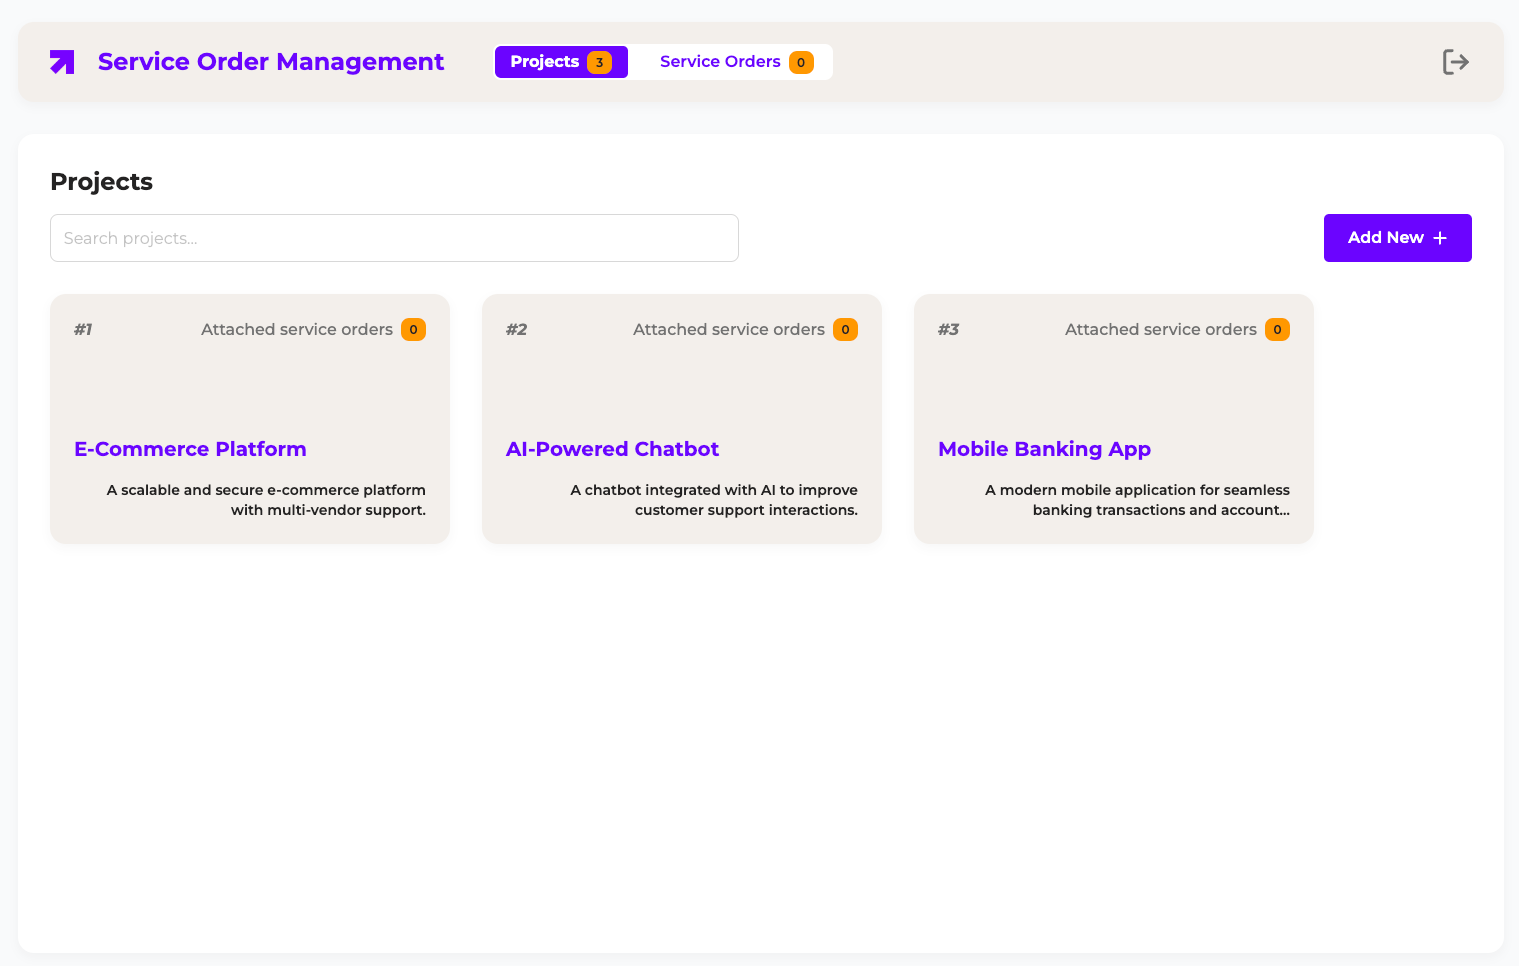 Service Order Management
Projects 3
Service Orders 0
Projects
Search projects...
Add New +
#1 Attached service orders 0
E-Commerce Platform
A scalable and secure e-commerce platform
with multi-vendor support.
#2 Attached service orders 0
AI-Powered Chatbot
A chatbot integrated with AI to improve
customer support interactions.
#3 Attached service orders 0
Mobile Banking App
A modern mobile application for seamless
banking transactions and account...